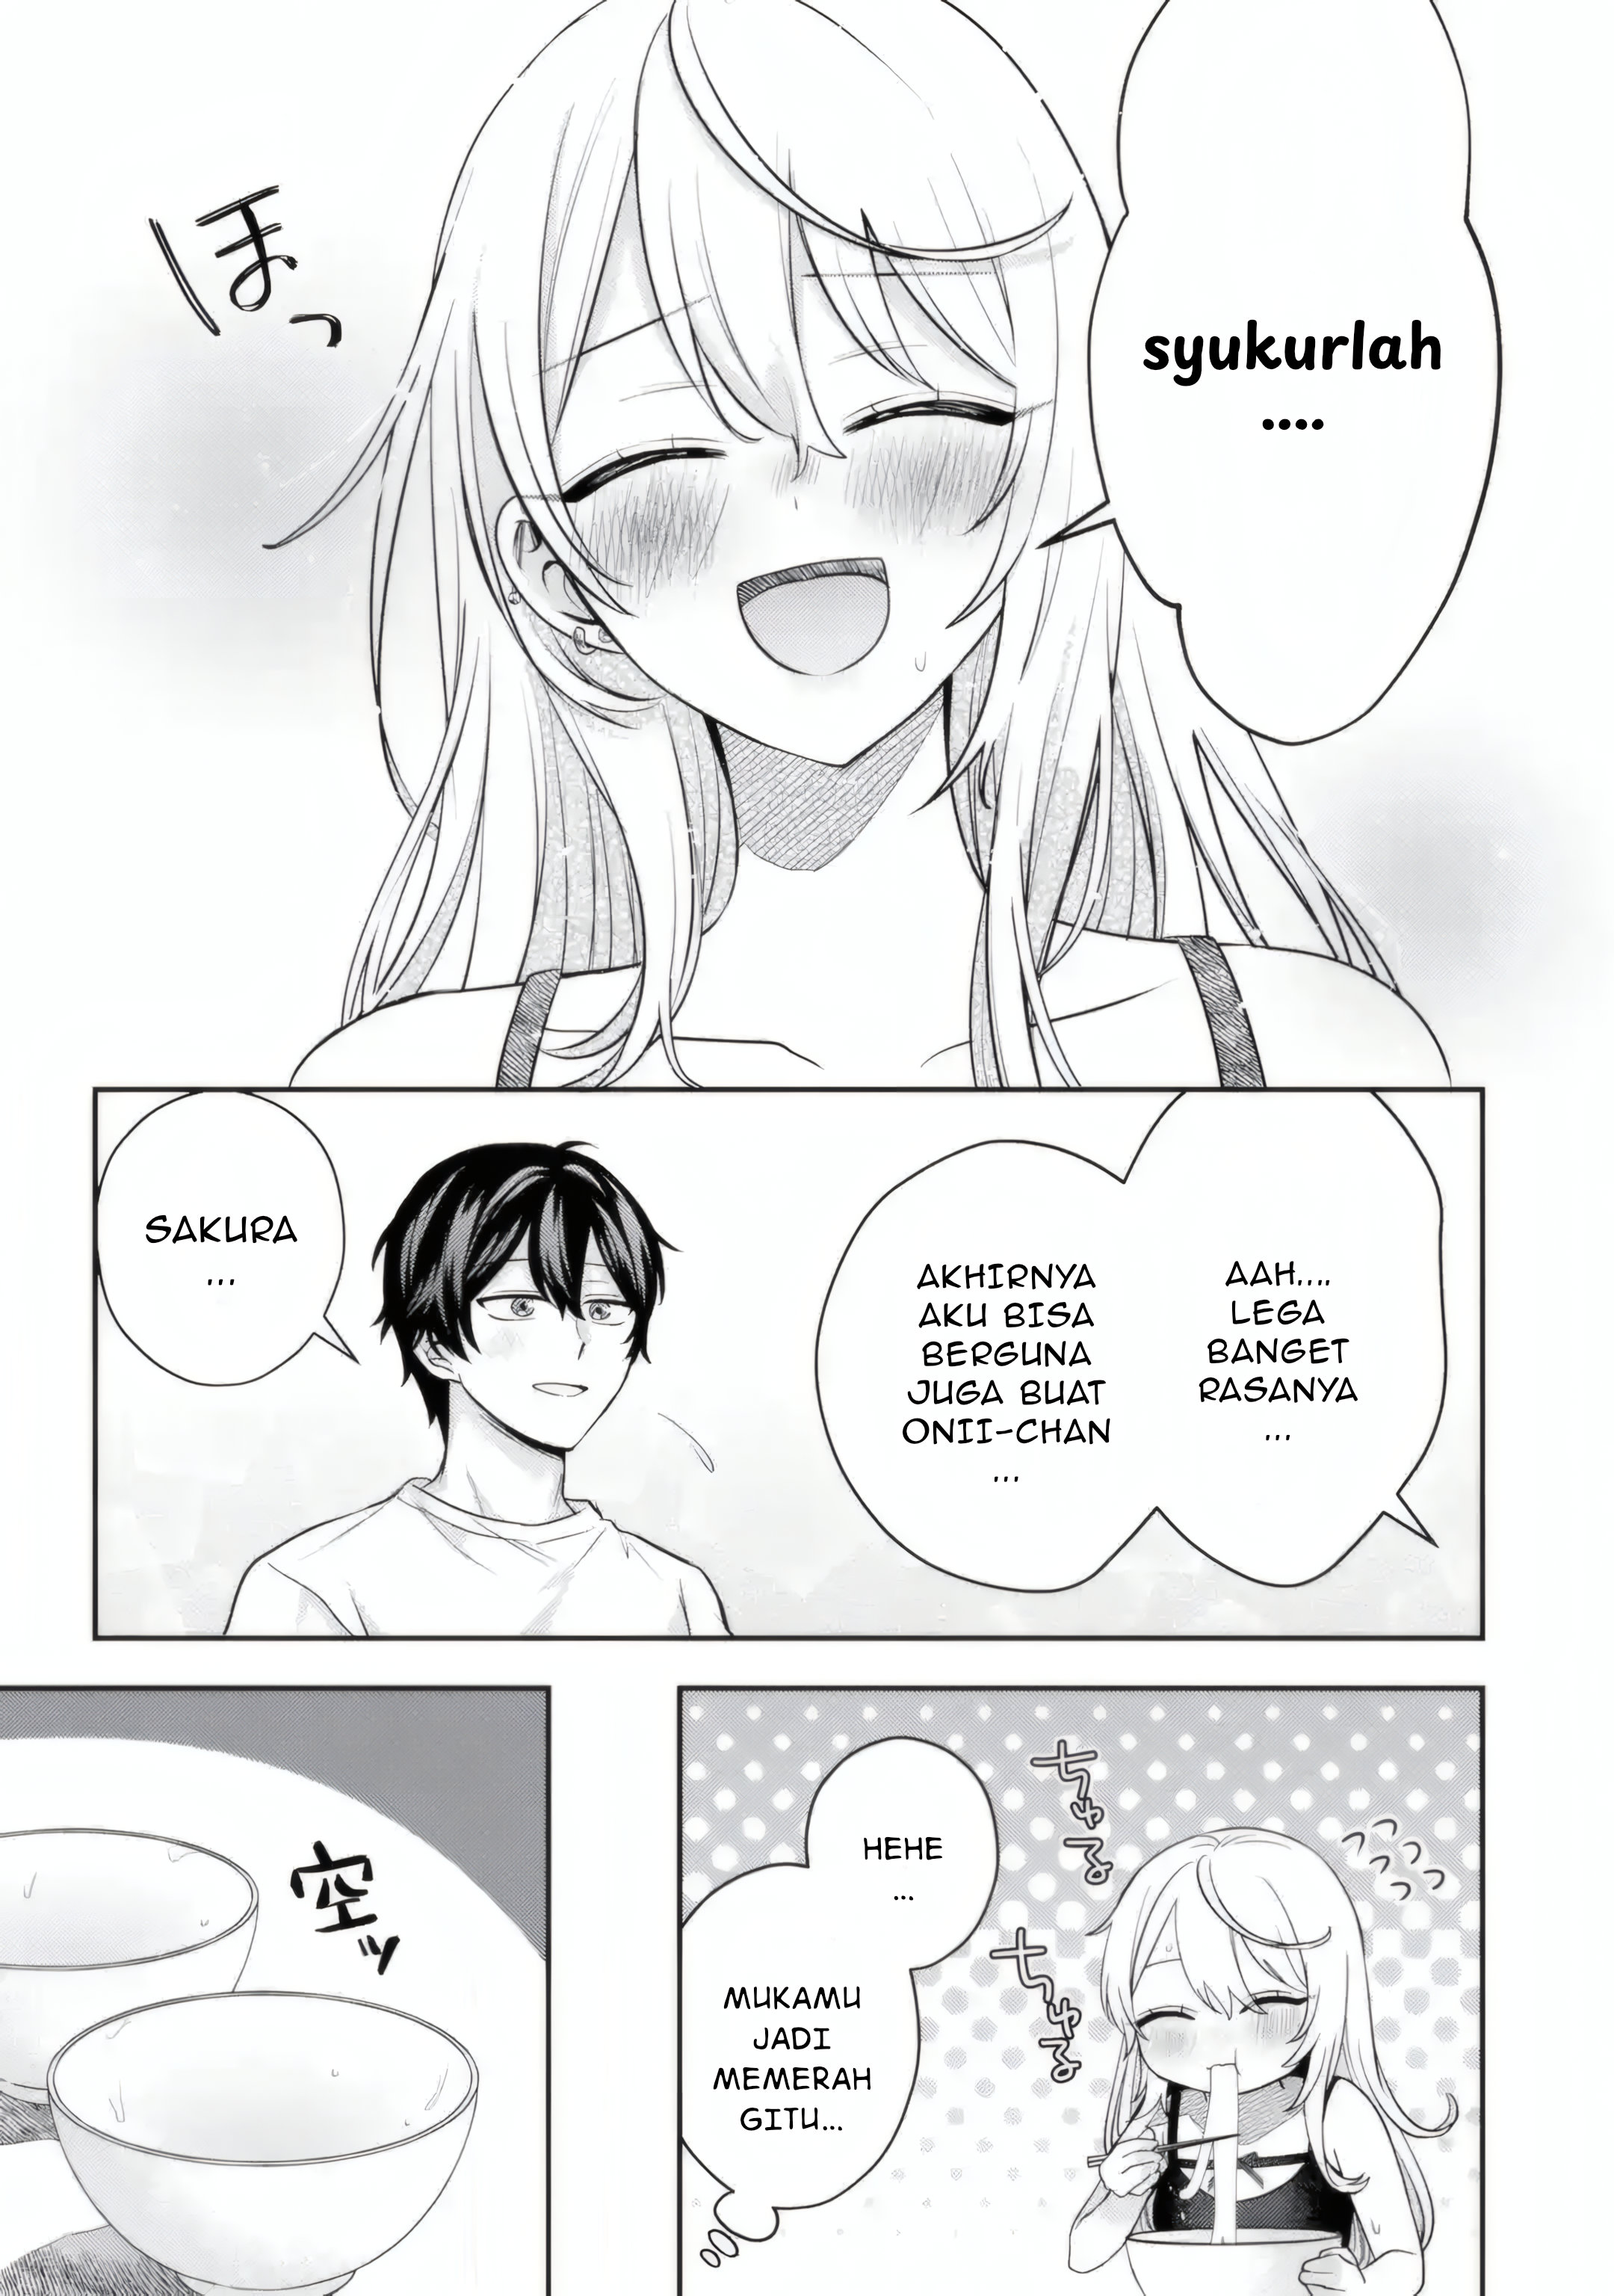 syukurlah
....
ほっ
AAH....
LEGA
BANGET
RASANYA
...
AKHIRNYA
AKU BISA
BERGUNA
JUGA BUAT
ONII-CHAN
...
SAKURA
...
ちゅる
ちゅるる
HEHE
...
MUKAMU
JADI
MEMERAH
GITU...
空ッ